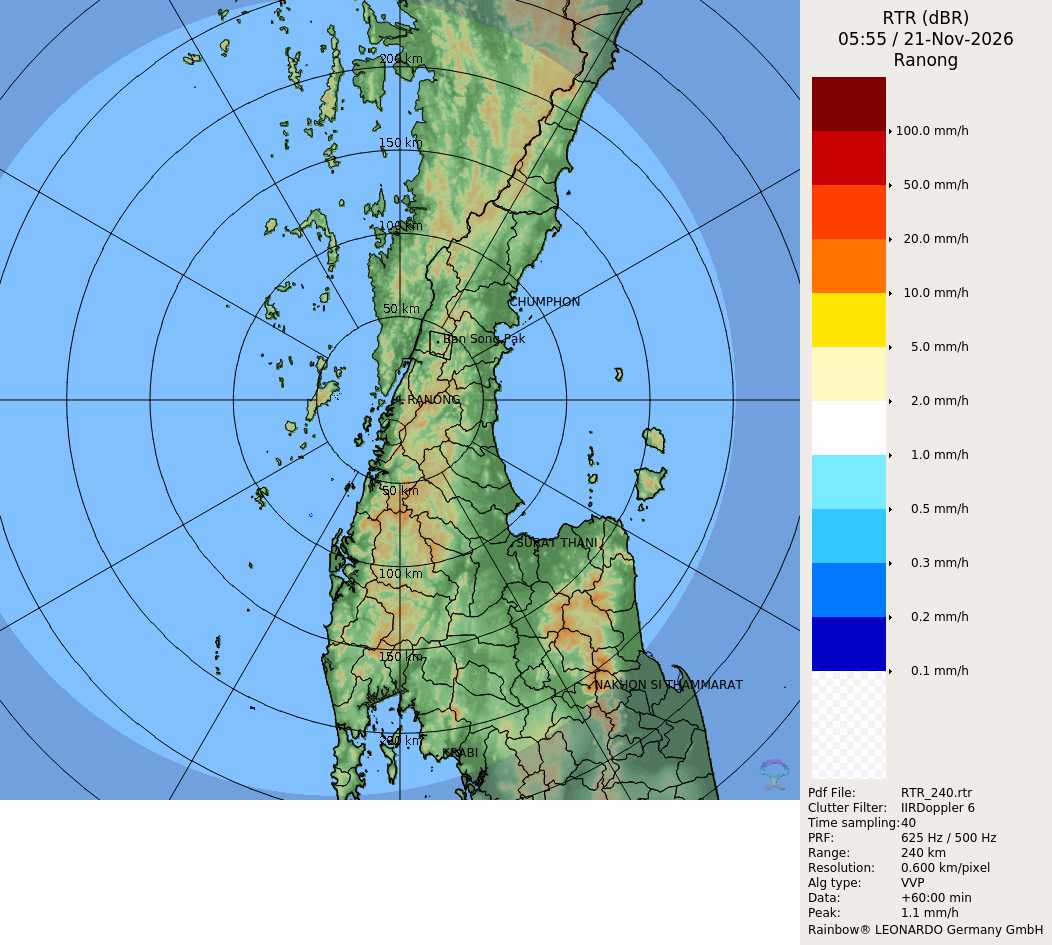 RTR (dBR)
05:55 / 21-Nov-2026
Ranong
200 km
150 km
100 km
50 km
CHUMPHON
Ban Song Pak
RANONG
50 km
SURAT THANI
100 km
150 km
NAKHON SI THAMMARAT
200 km
KRABI
100.0 mm/h
50.0 mm/h
20.0 mm/h
10.0 mm/h
5.0 mm/h
2.0 mm/h
1.0 mm/h
0.5 mm/h
0.3 mm/h
0.2 mm/h
0.1 mm/h
Pdf File: RTR_240.rtr
Clutter Filter: IIRDoppler 6
Time sampling:40
PRF: 625 Hz / 500 Hz
Range: 240 km
Resolution: 0.600 km/pixel
Alg type: VVP
Data: +60:00 min
Peak: 1.1 mm/h
Rainbow® LEONARDO Germany GmbH